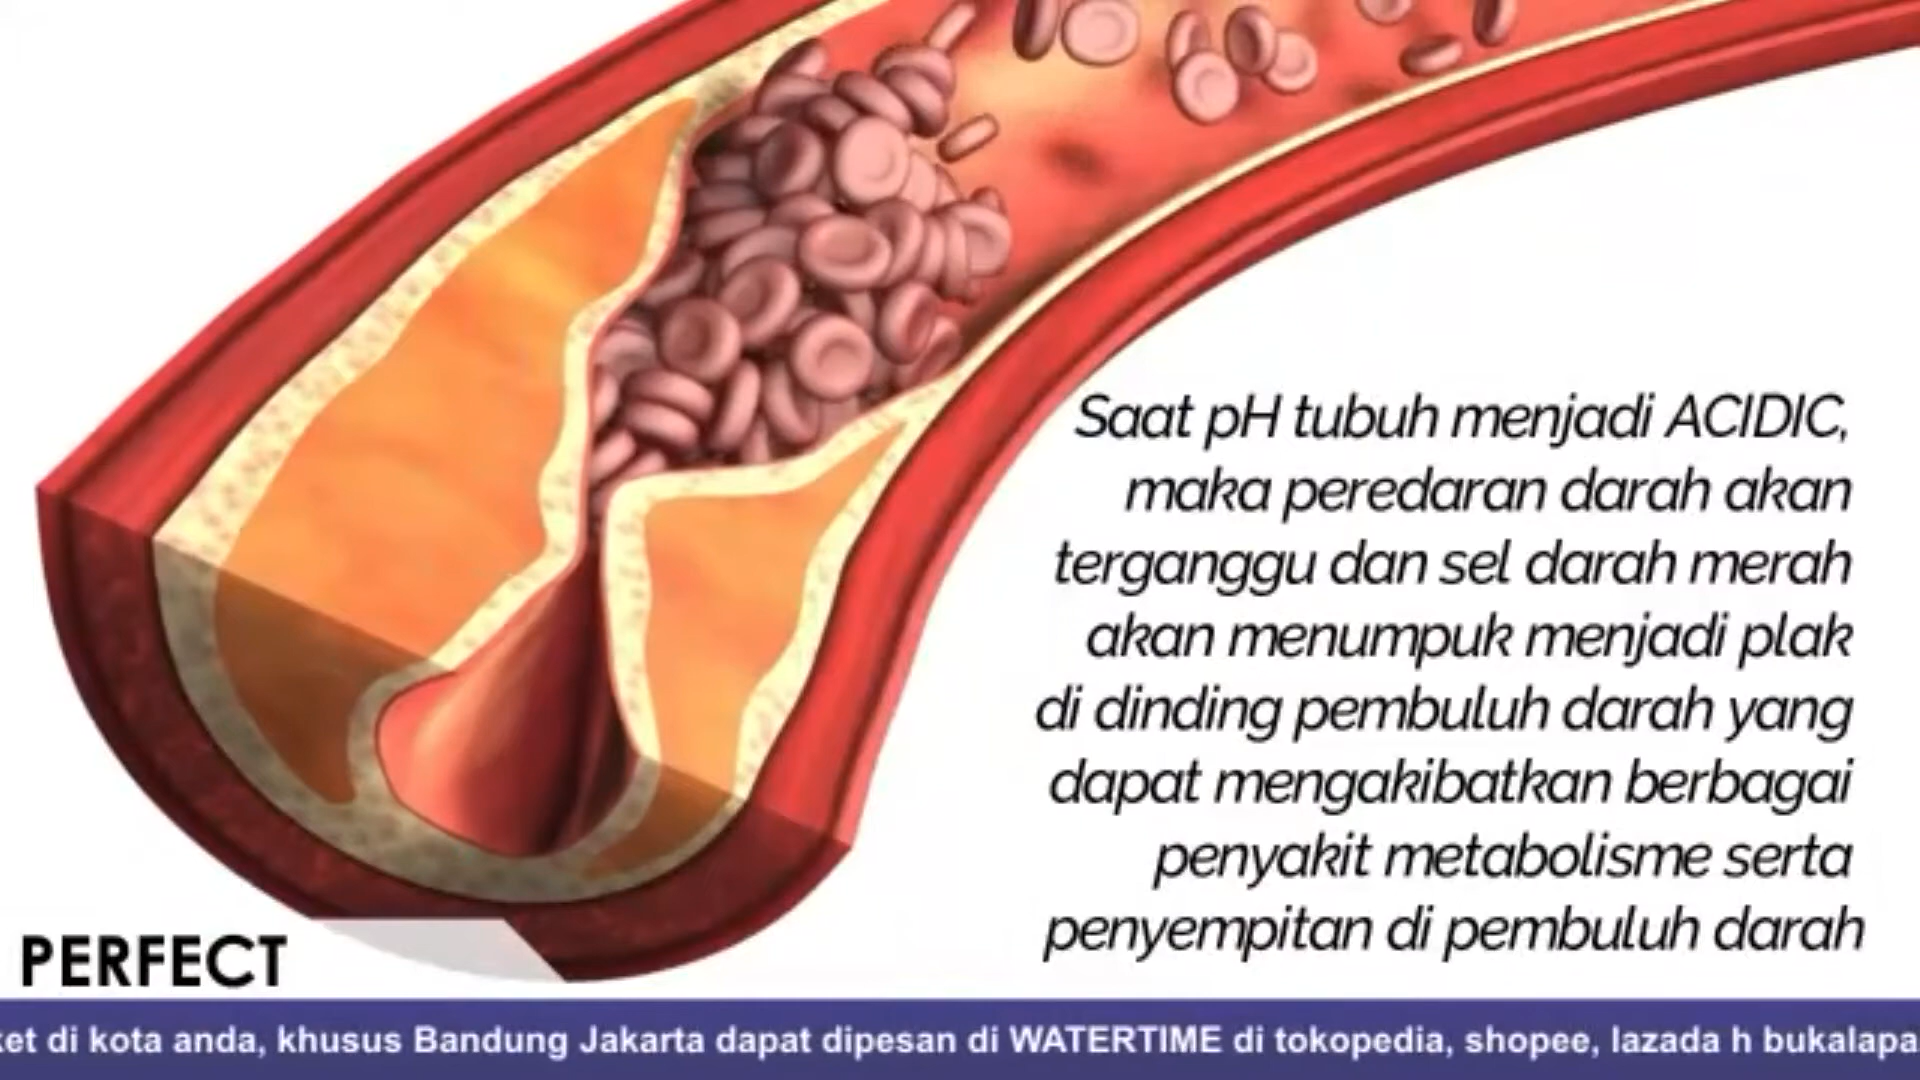 Saat pH tubuh menjadi ACIDIC,
maka peredaran darah akan
terganggu dan sel darah merah
akan menumpuk menjadi plak
di dinding pembuluh darah yang
dapat mengakibatkan berbagai
penyakit metabolisme serta
penyempitan di pembuluh darah
PERFECT
di kota anda, khusus Bandung Jakarta dapat dipesan di WATERTIME di tokopedia, shopee, lazada h